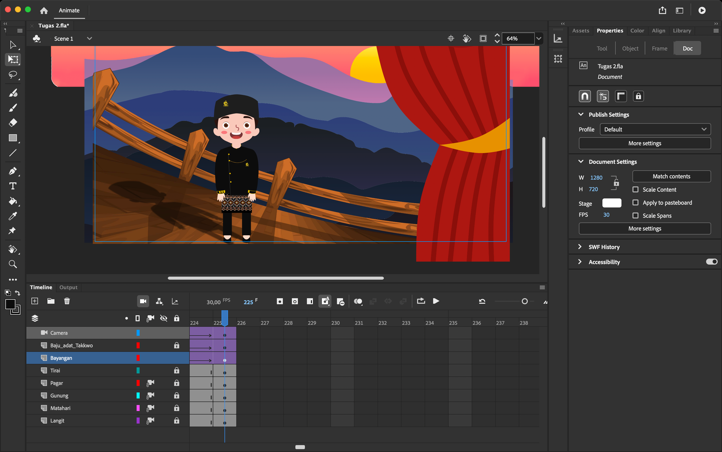 Animate
Tugas 2.fla*
Scene 1
64%
Assets Properties Color Align Library
Tool Object Frame Doc
An Tugas 2.fla
Document
Publish Settings
Profile Default
More settings
Document Settings
W 1280 Match contents
H 720 Scale Content
Stage Apply to pasteboard
FPS 30 Scale Spans
More settings
SWF History
Accessibility
Timeline Output
30,00 FPS 225 F
224 225 226 227 228 229 230 231 232 233 234 235 236 237 238
Camera
Baju_adat_Takkwo
Bayangan
Tirai
Pagar
Gunung
Matahari
Langit